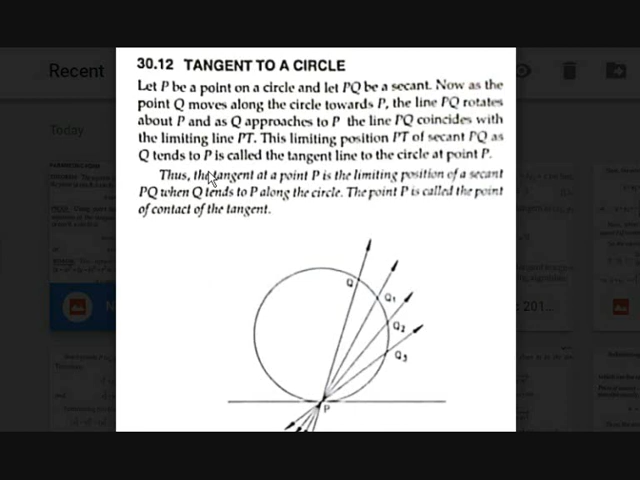 Recent
Today
30.12 TANGENT TO A CIRCLE
Let P be a point on a circle and let PQ be a secant. Now as the
point Q moves along the circle towards P, the line PQ rotates
about P and as Q approaches to P the line PQ coincides with
the limiting line PT. This limiting position PT of secant PQ as
Q tends to P is called the tangent line to the circle at point P.
Thus, the tangent at a point P is the limiting position of a secant
PQ when Q tends to P along the circle. The point P is called the point
of contact of the tangent.
Q
Q1
Q2
Q3
P
201...